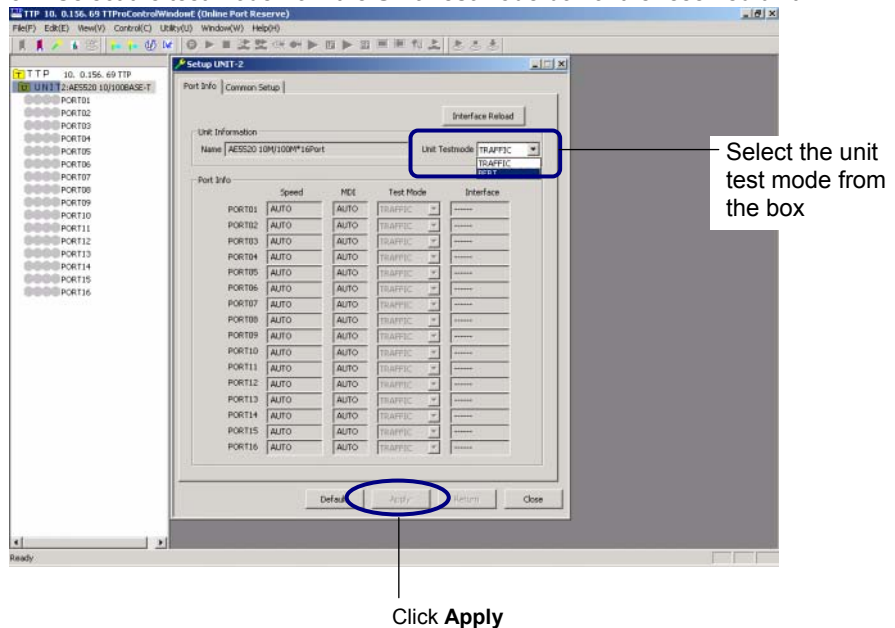 TTP 10. 0.156. 69 TTProControlWindowE (Online Port Reserve)
File(F) Edit(E) View(V) Control(C) Utility(U) Window(W) Help(H)
TTP 10. 0.156. 69 TTP
UNIT2:AE5520 10/100BASE-T
PORT01
PORT02
PORT03
PORT04
PORT05
PORT06
PORT07
PORT08
PORT09
PORT10
PORT11
PORT12
PORT13
PORT14
PORT15
PORT16
Setup UNIT-2
Port Info Common Setup
Interface Reload
Unit Information
Name AE5520 10M/100M*16Port Unit Testmode TRAFFIC
TRAFFIC
BERT
Port Info
Speed MDI Test Mode Interface
PORT01 AUTO AUTO TRAFFIC ------
PORT02 AUTO AUTO TRAFFIC ------
PORT03 AUTO AUTO TRAFFIC ------
PORT04 AUTO AUTO TRAFFIC ------
PORT05 AUTO AUTO TRAFFIC ------
PORT06 AUTO AUTO TRAFFIC ------
PORT07 AUTO AUTO TRAFFIC ------
PORT08 AUTO AUTO TRAFFIC ------
PORT09 AUTO AUTO TRAFFIC ------
PORT10 AUTO AUTO TRAFFIC ------
PORT11 AUTO AUTO TRAFFIC ------
PORT12 AUTO AUTO TRAFFIC ------
PORT13 AUTO AUTO TRAFFIC ------
PORT14 AUTO AUTO TRAFFIC ------
PORT15 AUTO AUTO TRAFFIC ------
PORT16 AUTO AUTO TRAFFIC ------
Default Apply Return Close
Ready
Select the unit
test mode from
the box
Click Apply